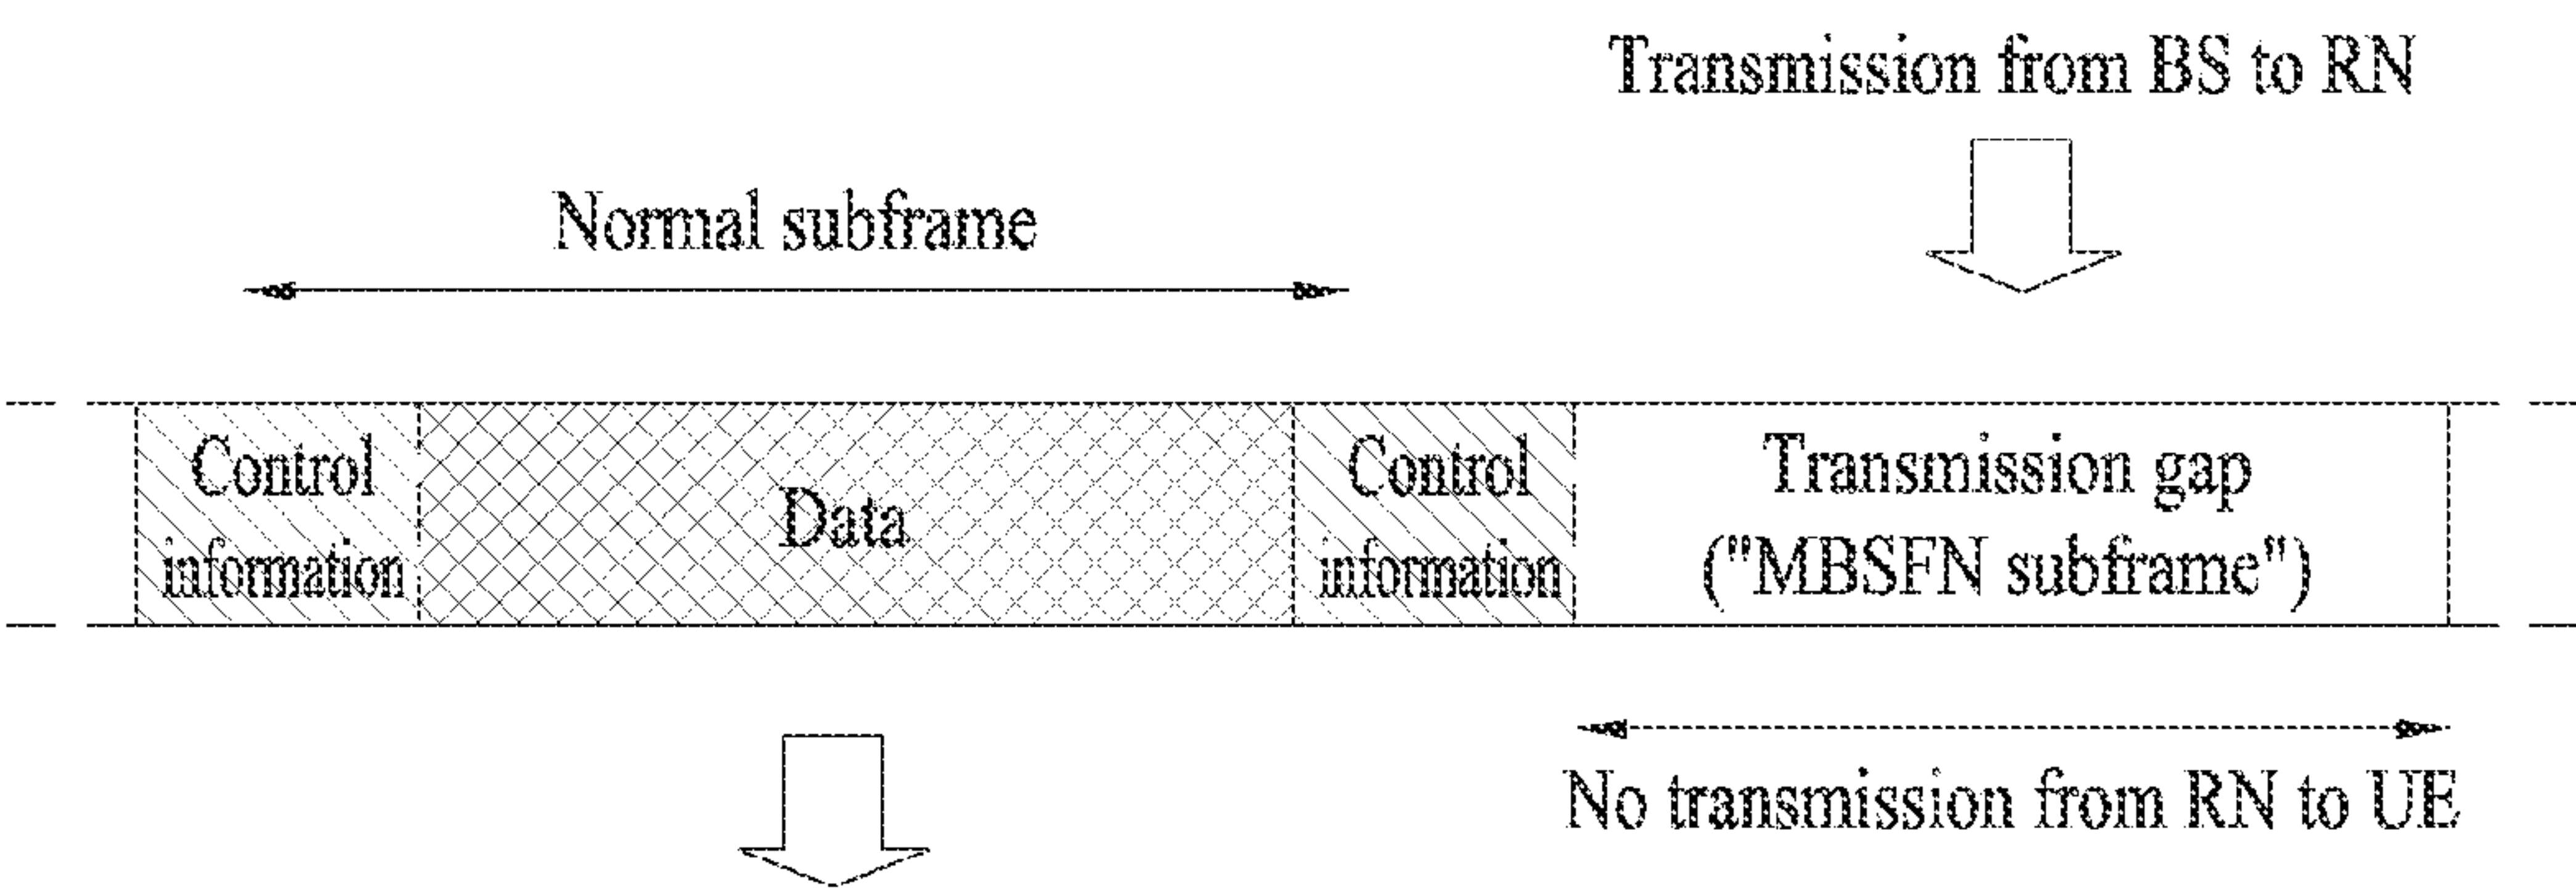 Transmission from BS to RN
Normal subframe
Control
information
Data
Control
information
Transmission gap
("MBSFN subframe")
No transmission from RN to UE